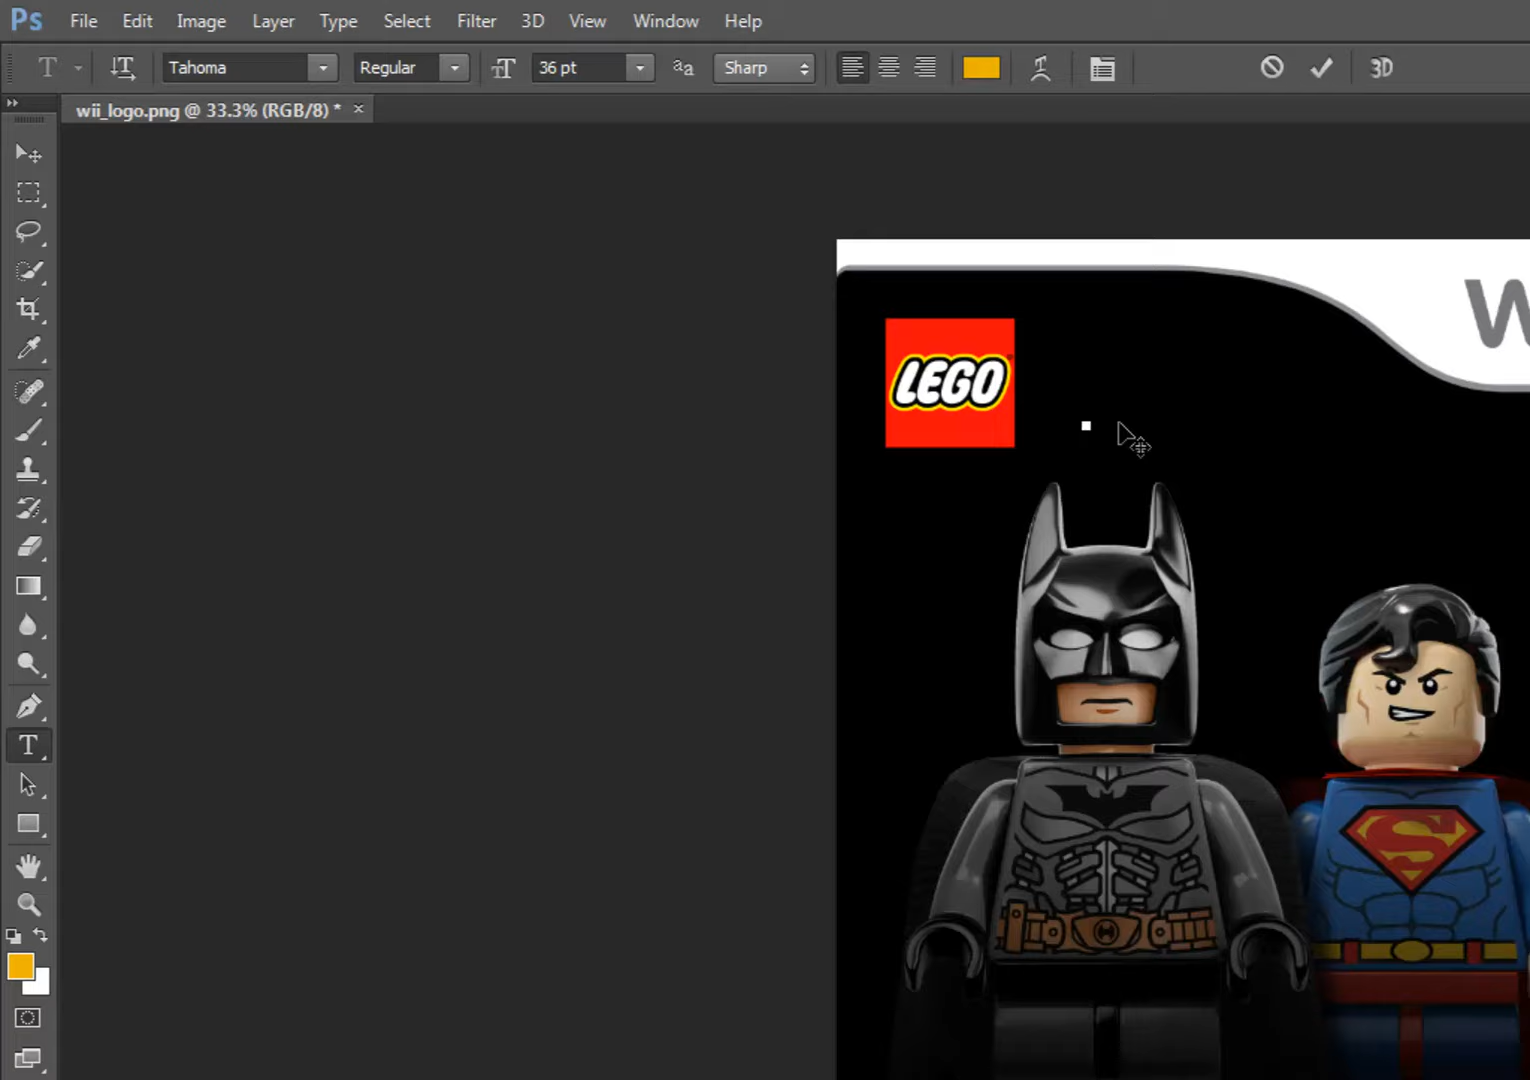 Ps File Edit Image Layer Type Select Filter 3D View Window Help
T Tahoma Regular 36 pt aa Sharp 3D
wii_logo.png @ 33.3% (RGB/8) * ×
W
LEGO
T
S